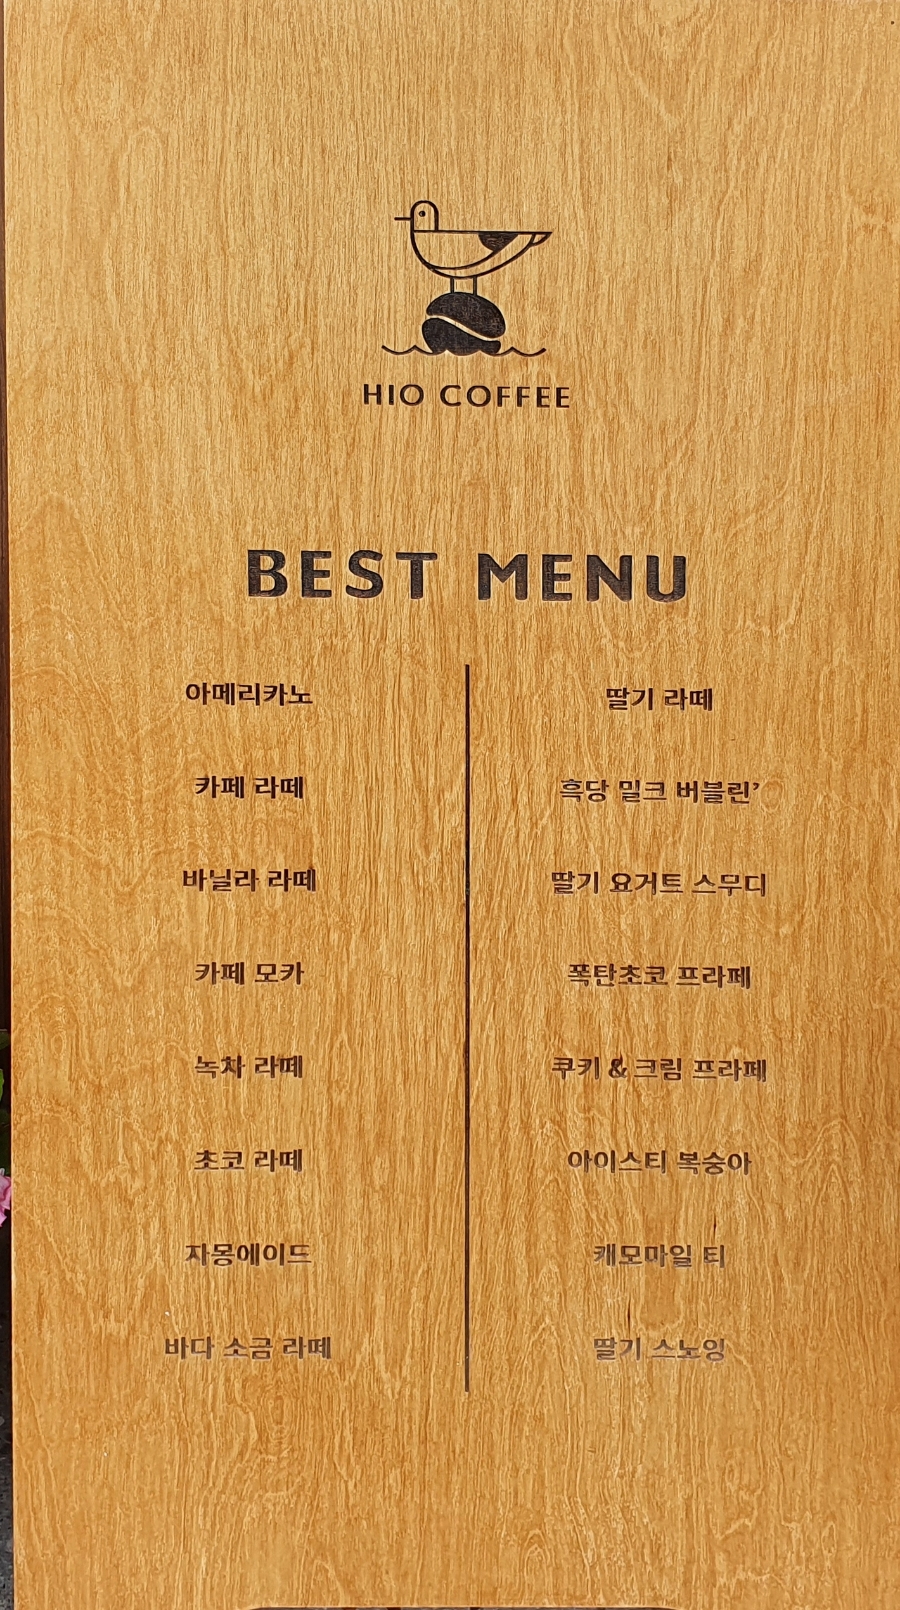 HIO COFFEE
BEST MENU
아메리카노
카페 라떼
바닐라 라떼
카페 모카
녹차 라떼
초코 라떼
자몽에이드
바다 소금 라떼
딸기 라떼
흑당 밀크 버블린’
딸기 요거트 스무디
폭탄초코 프라페
쿠키 & 크림 프라페
아이스티 복숭아
캐모마일 티
딸기 스노잉